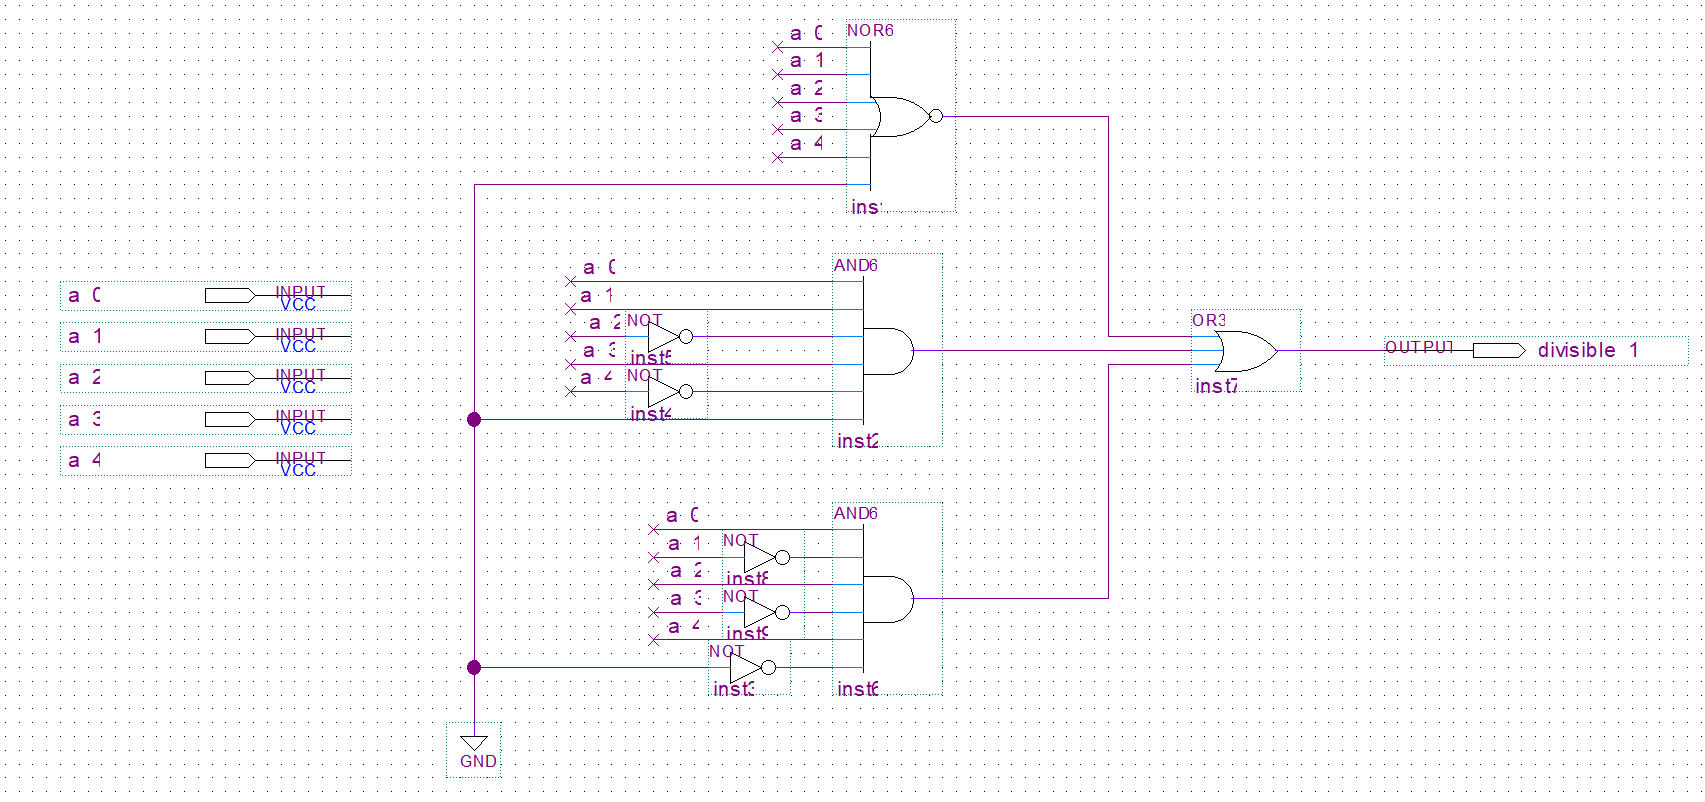 a 0
a 1
a 2
a 3
a 4
NOR6
ins
a 0
a 1
a 2
a 3
a 4
NOT
inst5
NOT
inst4
AND6
inst2
a 0 INPUT
VCC
a 1 INPUT
VCC
a 2 INPUT
VCC
a 3 INPUT
VCC
a 4 INPUT
VCC
OR3
inst7
OUTPUT divisible 1
a 0
a 1
a 2
a 3
a 4
NOT
inst8
NOT
inst9
NOT
inst3
AND6
inst6
GND